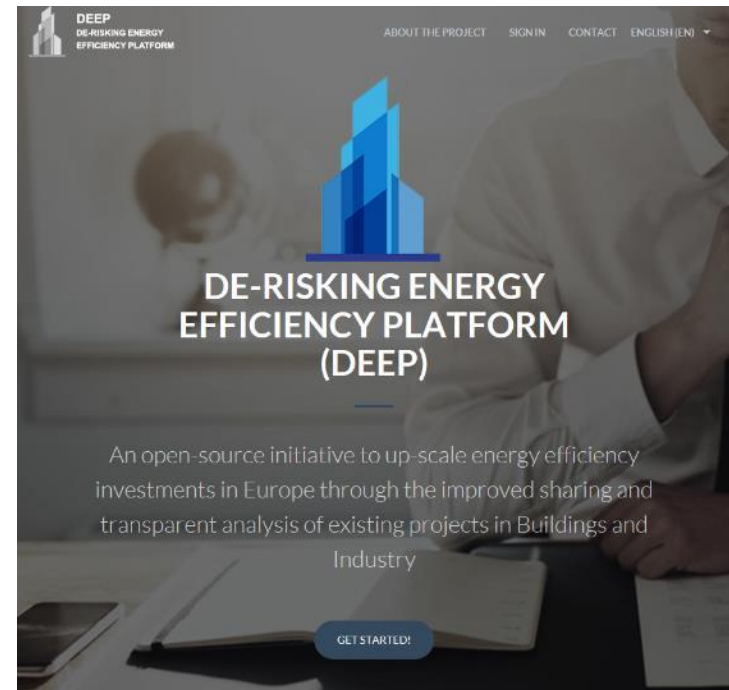 DEEP
DE-RISKING ENERGY
EFFICIENCY PLATFORM
ABOUT THE PROJECT SIGN IN CONTACT ENGLISH (EN)
DE-RISKING ENERGY
EFFICIENCY PLATFORM
(DEEP)
An open-source initiative to up-scale energy efficiency
investments in Europe through the improved sharing and
transparent analysis of existing projects in Buildings and
Industry
GET STARTED!